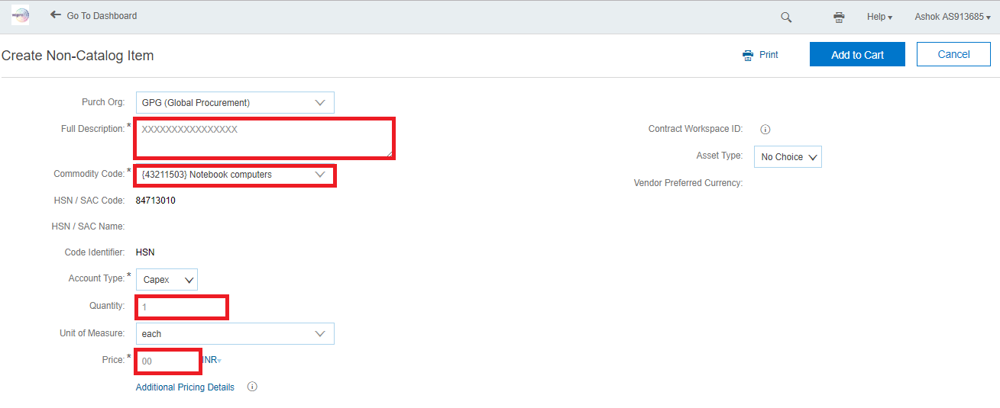 Go To Dashboard
Help
Ashok AS913685
Create Non-Catalog Item
Print
Add to Cart
Cancel
Purch Org: GPG (Global Procurement)
Full Description: * XXXXXXXXXXXXXXXX
Contract Workspace ID:
Asset Type: No Choice
Commodity Code: * {43211503} Notebook computers
Vendor Preferred Currency:
HSN / SAC Code: 84713010
HSN / SAC Name:
Code Identifier: HSN
Account Type: * Capex
Quantity: 1
Unit of Measure: each
Price: * 00 INR
Additional Pricing Details